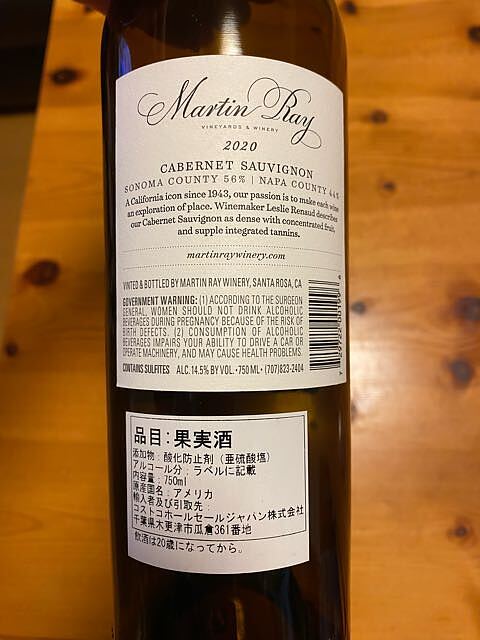 Martin Ray
VINEYARDS & WINERY
2020
CABERNET SAUVIGNON
SONOMA COUNTY 56% | NAPA COUNTY 44%
A California icon since 1943, our passion is to make each wine
an exploration of place. Winemaker Leslie Renaud describes
our Cabernet Sauvignon as dense with concentrated fruit
and supple integrated tannins.
martinraywinery.com
VINTED & BOTTLED BY MARTIN RAY WINERY, SANTA ROSA, CA
GOVERNMENT WARNING: (1) ACCORDING TO THE SURGEON
GENERAL, WOMEN SHOULD NOT DRINK ALCOHOLIC
BEVERAGES DURING PREGNANCY BECAUSE OF THE RISK OF
BIRTH DEFECTS. (2) CONSUMPTION OF ALCOHOLIC
BEVERAGES IMPAIRS YOUR ABILITY TO DRIVE A CAR OR
OPERATE MACHINERY, AND MAY CAUSE HEALTH PROBLEMS.
CONTAINS SULFITES ALC. 14.5% BY VOL. • 750 ML • (707)823-2404
品目:果実酒
添加物:酸化防止剤(亜硫酸塩)
アルコール分:ラベルに記載
内容量:750ml
原産国名:アメリカ
輸入者及び引取先:
コストコホールセールジャパン株式会社
千葉県木更津市瓜倉361番地
飲酒は20歳になってから。